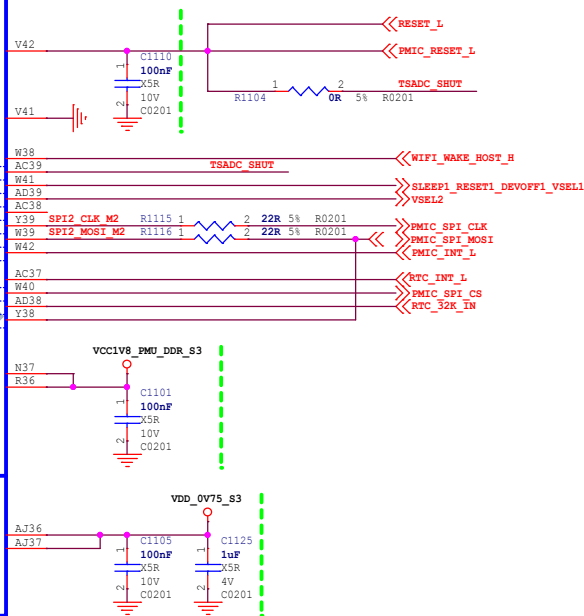 RESET_L
V42
PMIC_RESET_L
C1110
1
100nF
X5R
1 2
TSADC_SHUT
2
10V
R1104
0R 5% R0201
C0201
V41
W38
WIFI_WAKE_HOST_H
AC39
TSADC_SHUT
W41
SLEEP1_RESET1_DEVOFF1_VSEL1
AD39
VSEL2
AC38
Y39 SPI2_CLK_M2 R1115 1 2 22R 5% R0201 PMIC_SPI_CLK
W39 SPI2_MOSI_M2 R1116 1 2 22R 5% R0201 PMIC_SPI_MOSI
W42
PMIC_INT_L
AC37
RTC_INT_L
W40
PMIC_SPI_CS
AD38
RTC_32K_IN
Y38
VCC1V8_PMU_DDR_S3
N37
R36
C1101
1
100nF
X5R
2
10V
C0201
VDD_0V75_S3
AJ36
AJ37
C1105 C1125
1 100nF 1 1uF
X5R X5R
2 10V 2 4V
C0201 C0201